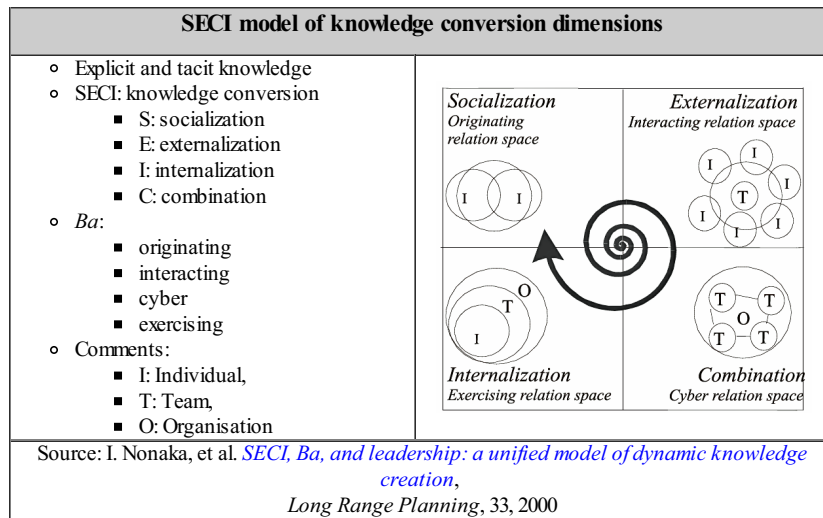 SECI model of knowledge conversion dimensions
Explicit and tacit knowledge
SECI: knowledge conversion
S: socialization
E: externalization
I: internalization
C: combination
Ba:
originating
interacting
cyber
exercising
Comments:
I: Individual,
T: Team,
O: Organisation
Socialization
Originating
relation space
I I
Externalization
Interacting relation space
I
I
I
T
I
I
I
O
T
I
Internalization
Exercising relation space
T T
O
T T
Combination
Cyber relation space
Source: I. Nonaka, et al. SECI, Ba, and leadership: a unified model of dynamic knowledge
creation,
Long Range Planning, 33, 2000